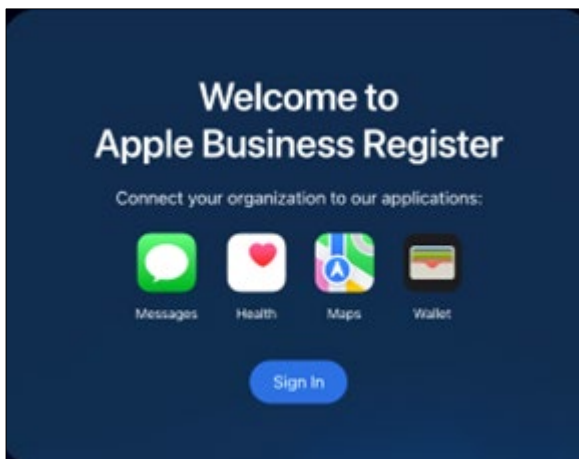 Welcome to
Apple Business Register
Connect your organization to our applications:
Messages Health Maps Wallet
Sign In